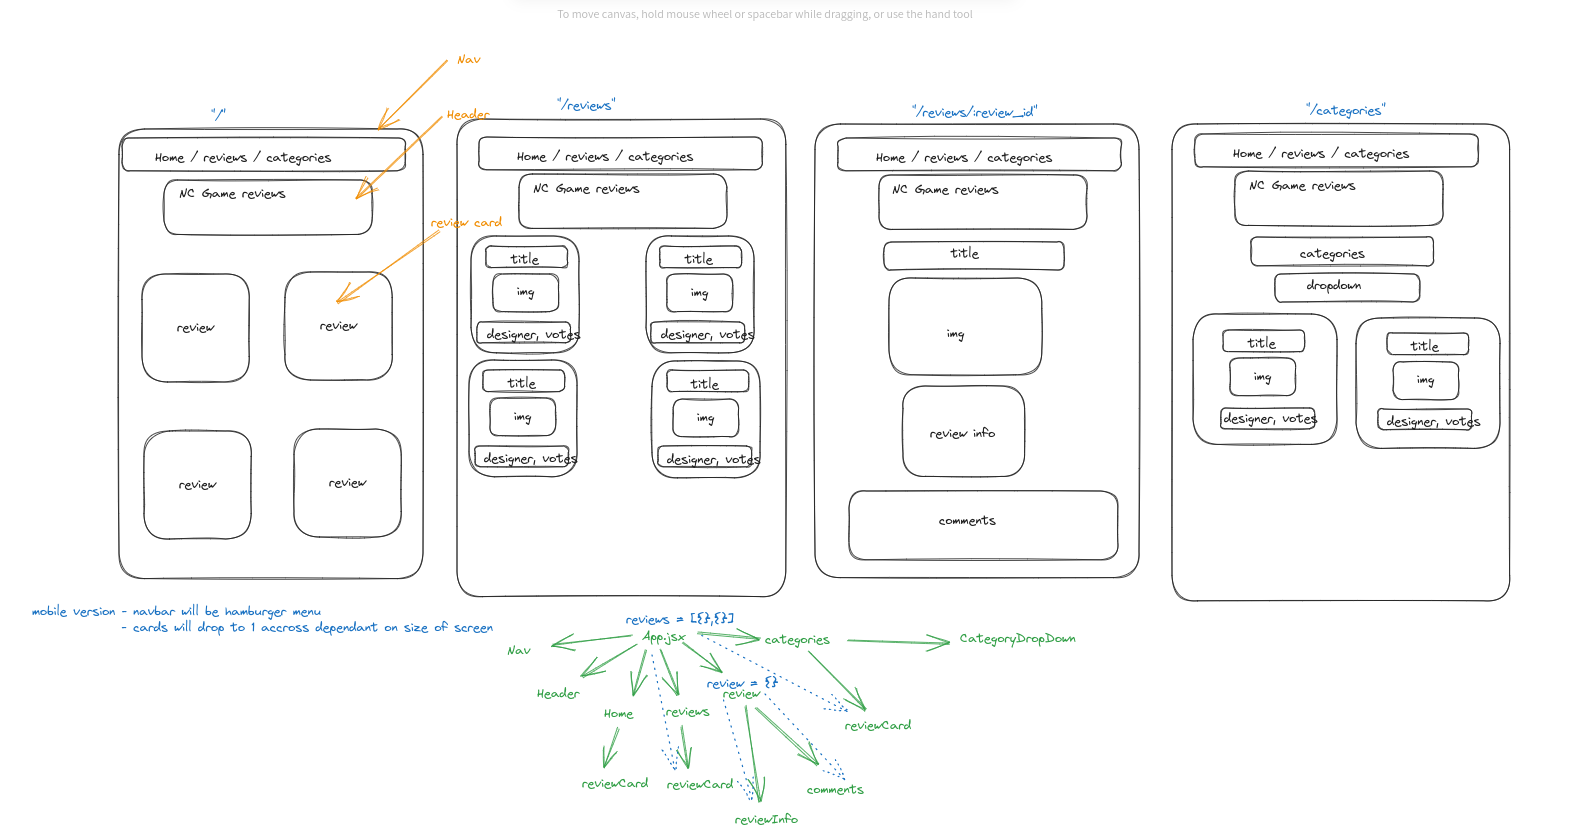 To move canvas, hold mouse wheel or spacebar while dragging, or use the hand tool
Nav
Header
review card
"/"
Home / reviews / categories
NC Game reviews
review
review
review
review
"/reviews"
Home / reviews / categories
NC Game reviews
title
img
designer, votes
title
img
designer, votes
title
img
designer, votes
title
img
designer, votes
"/reviews/:review_id"
Home / reviews / categories
NC Game reviews
title
img
review info
comments
"/categories"
Home / reviews / categories
NC Game reviews
categories
dropdown
title
img
designer, votes
title
img
designer, votes
mobile version - navbar will be hamburger menu
- cards will drop to 1 accross dependant on size of screen
reviews = [{},{}]
App.jsx
categories
CategoryDropDown
Nav
Header
Home
reviews
review = {}
review
reviewCard
reviewCard
reviewCard
comments
reviewInfo